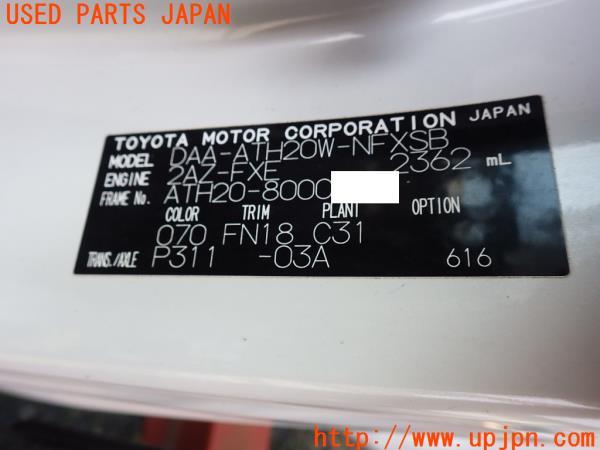 USED PARTS JAPAN
TOYOTA MOTOR CORPORATION JAPAN
MODEL DAA-ATH20W-NFXSB
ENGINE 2AZ-FXE 2362 mL
FRAME No. ATH20-8000
COLOR TRIM PLANT OPTION
070 FN18 C31
TRANS./AXLE P311 -03A 616
http://www.upjpn.com/